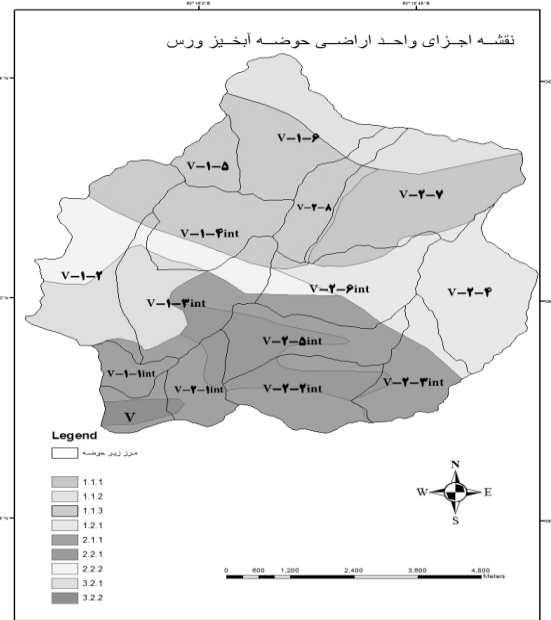 نقشه اجزای واحد اراضی حوضه آبخیز ورس
V-۱-۶
V-۱-۵
V-۲-۷
V-۲-۸
V-۱-۴int
V-۱-۲
V-۲-۶int
V-۲-۴
V-۱-۳int
V-۲-۵int
V-۱-۱int
V-۲-۱int
V-۲-۲int
V-۲-۳int
V
Legend
مرز زیر حوضه
1.1.1
1.1.2
1.1.3
1.2.1
2.1.1
2.2.1
2.2.2
3.2.1
3.2.2
N
W E
S
0 600 1,200 2,400 3,600 4,800
Meters